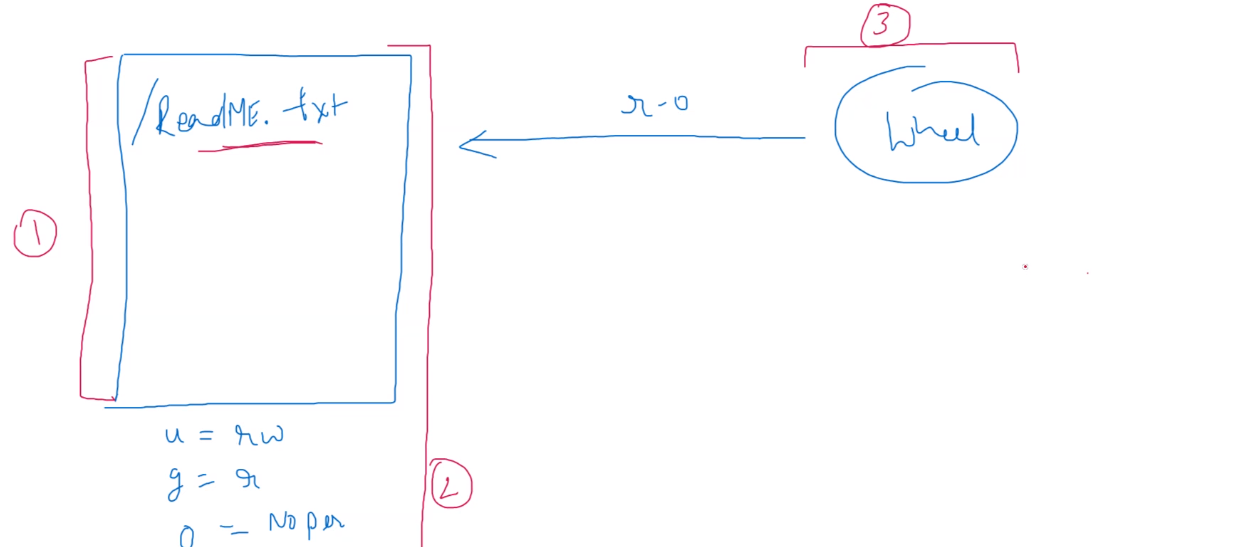 3
/ReadME.txt
r-o
Wheel
1
u = rw
g = r
2
o = No per